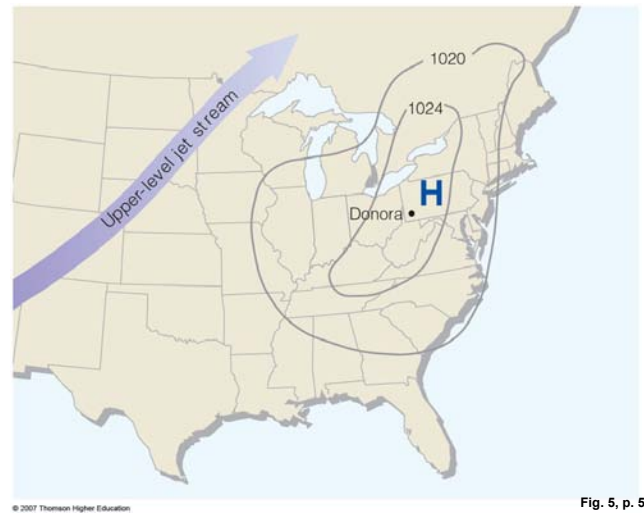 1020
1024
Upper-level jet stream
H
Donora
© 2007 Thomson Higher Education
Fig. 5, p. 5